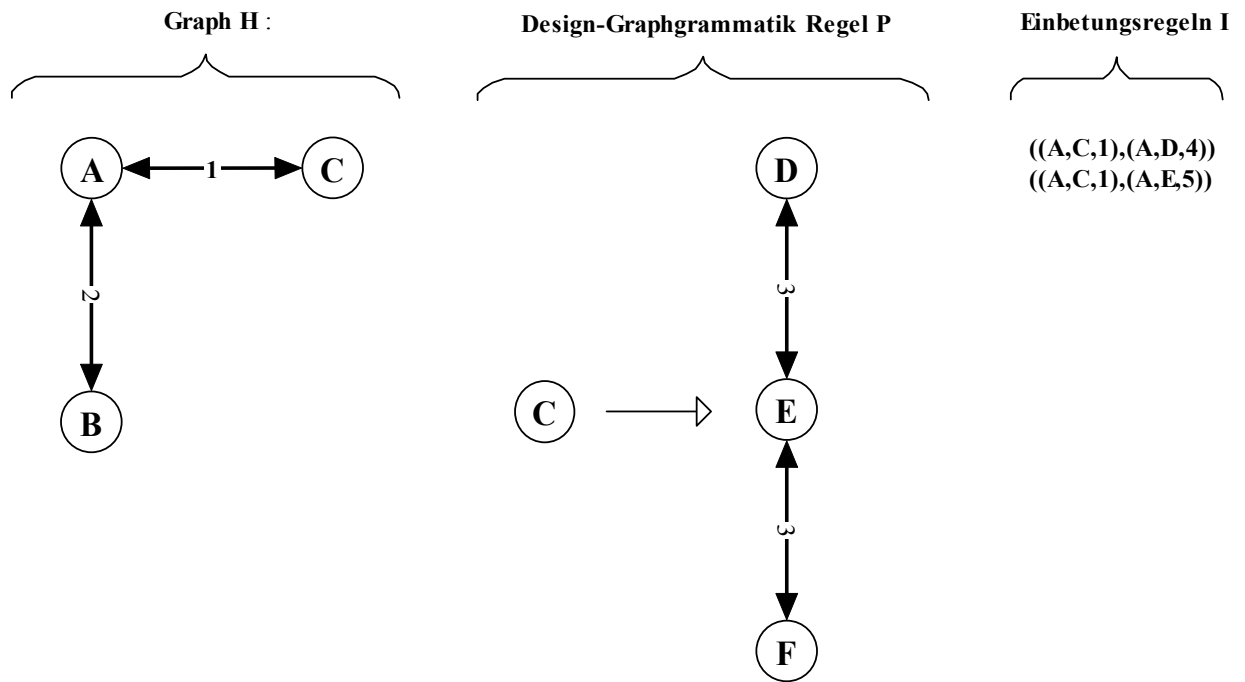 Graph H :
Design-Graphgrammatik Regel P
Einbetungsregeln I
A
1
C
D
((A,C,1),(A,D,4))
((A,C,1),(A,E,5))
2
3
B
C
E
3
F